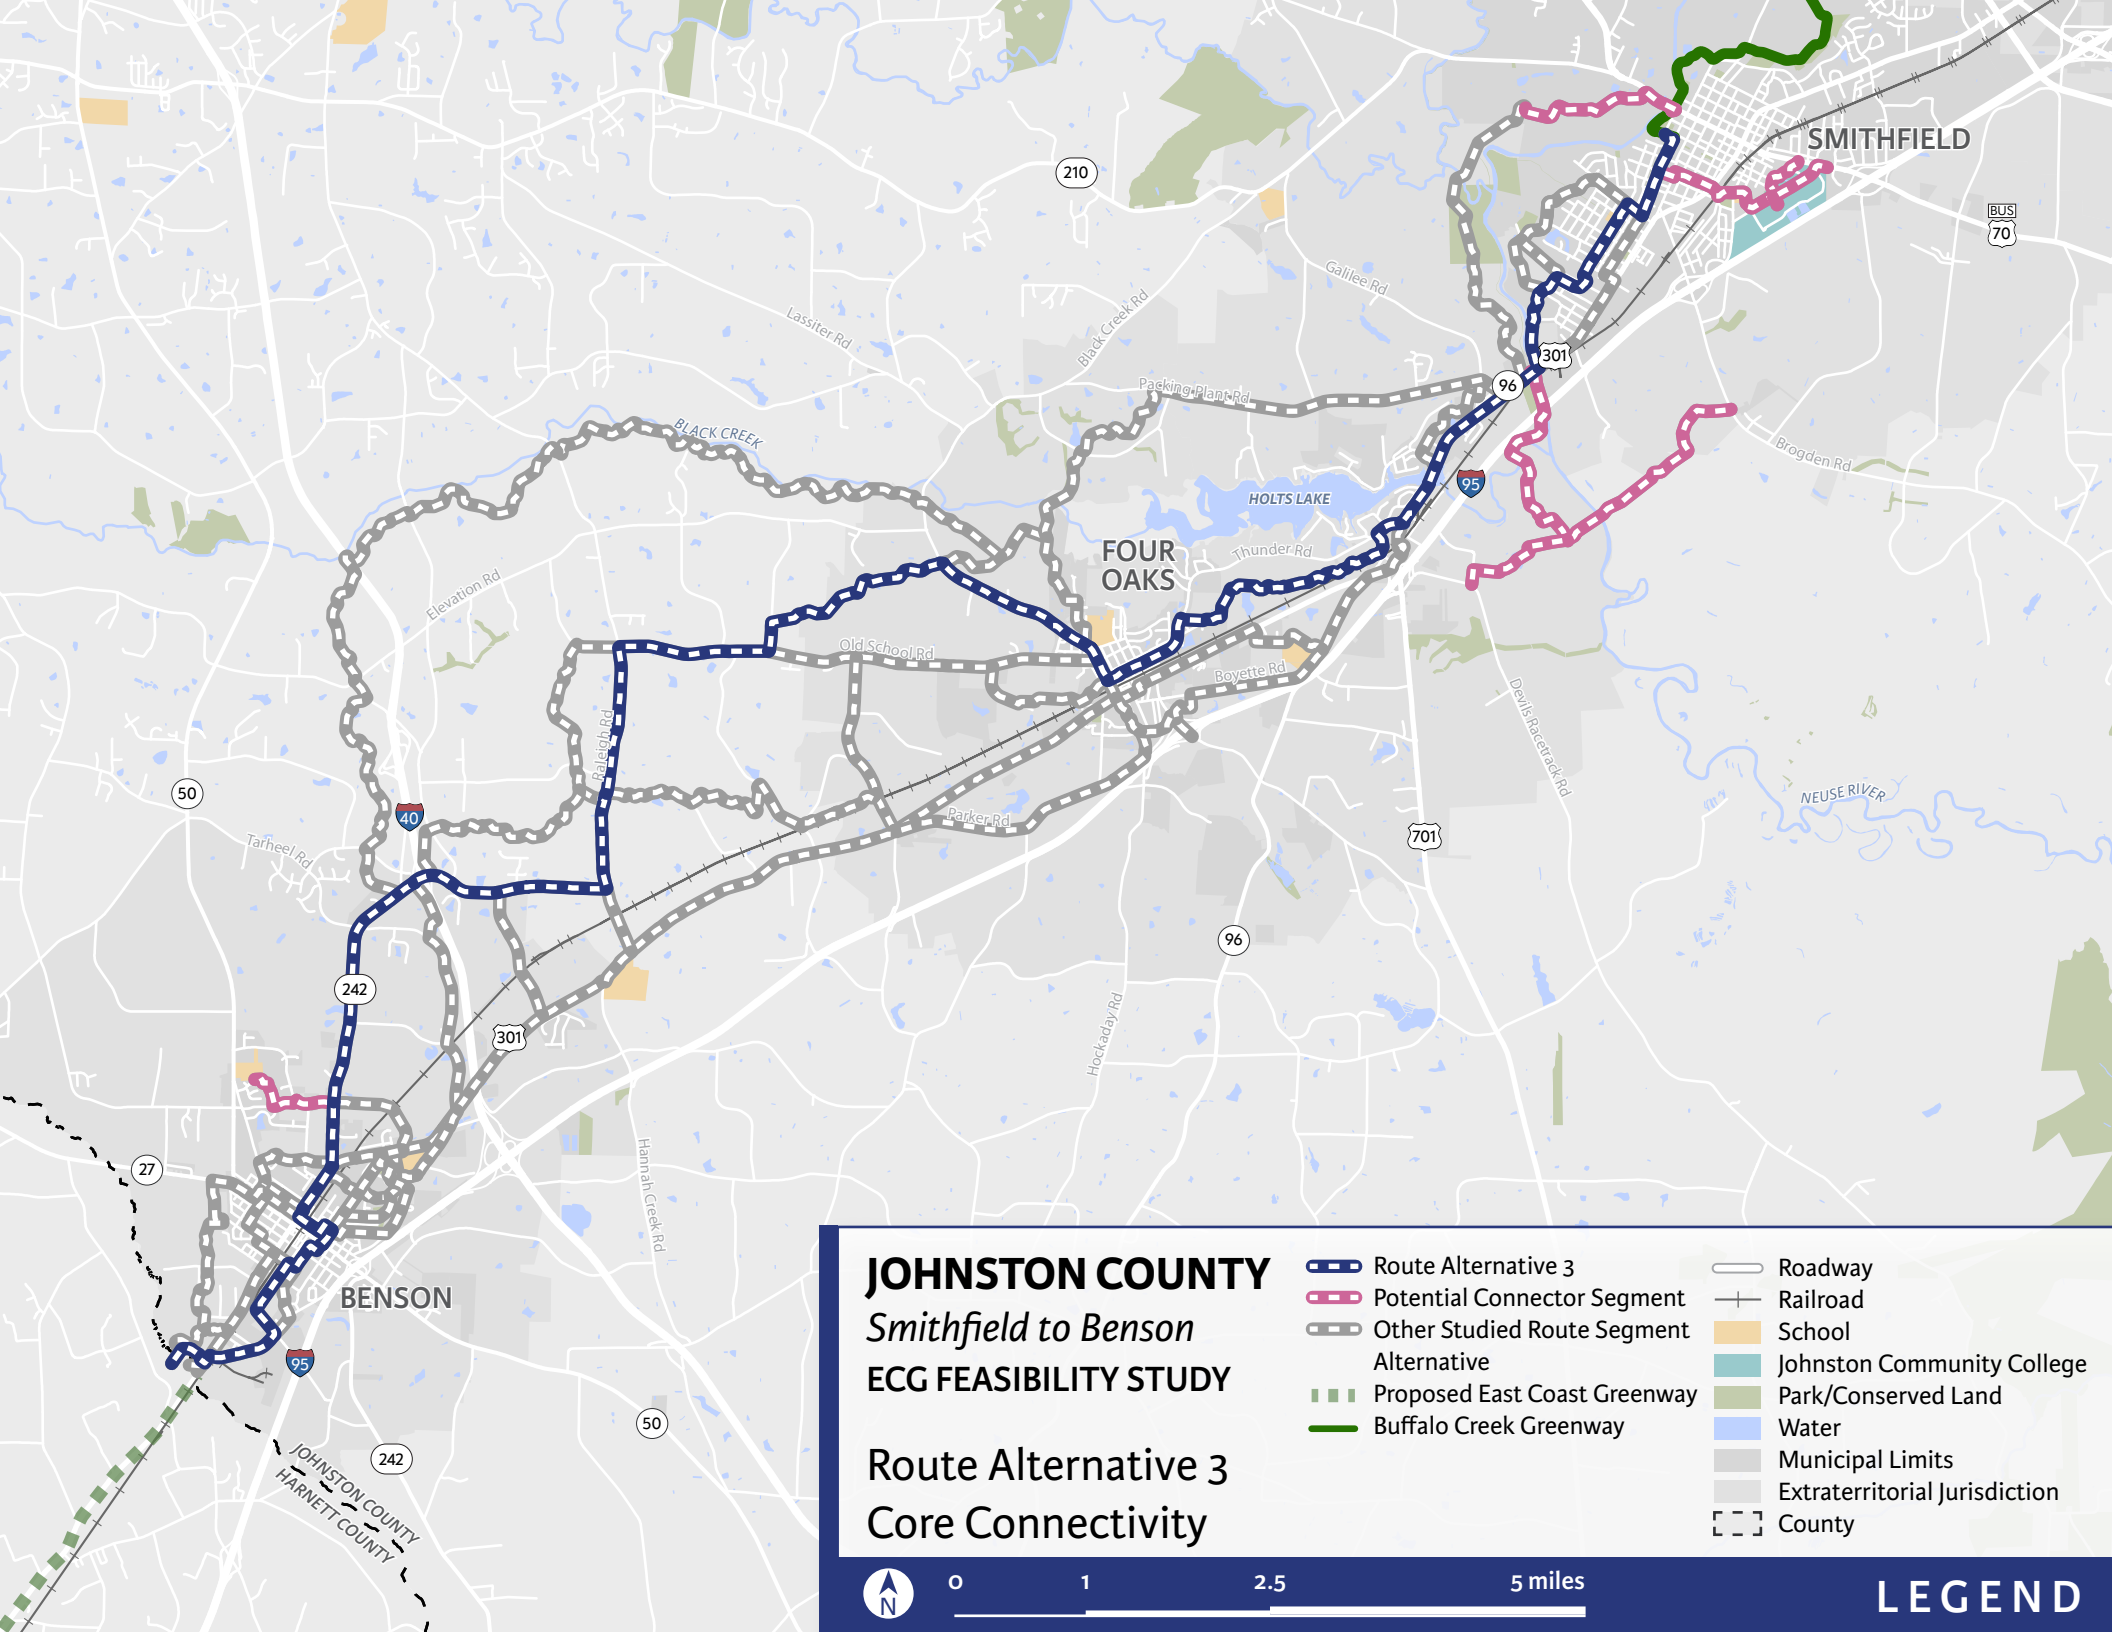 SMITHFIELD
210
BUS
70
Galilee Rd
Black Creek Rd
Lassiter Rd
301
96
Packing Plant Rd
BLACK CREEK
Brogden Rd
95
HOLTS LAKE
FOUR
OAKS
Thunder Rd
Elevation Rd
Old School Rd
Boyette Rd
Devils Racetrack Rd
Raleigh Rd
50
40
NEUSE RIVER
Parker Rd
701
Tarheel Rd
96
242
301
Hockaday Rd
27
Hannah Creek Rd
BENSON
95
50
242
JOHNSTON COUNTY
HARNETT COUNTY
JOHNSTON COUNTY
Smithfield to Benson
ECG FEASIBILITY STUDY
Route Alternative 3
Core Connectivity
Route Alternative 3
Potential Connector Segment
Other Studied Route Segment
Alternative
Proposed East Coast Greenway
Buffalo Creek Greenway
Roadway
Railroad
School
Johnston Community College
Park/Conserved Land
Water
Municipal Limits
Extraterritorial Jurisdiction
County
N
0 1 2.5 5 miles
LEGEND